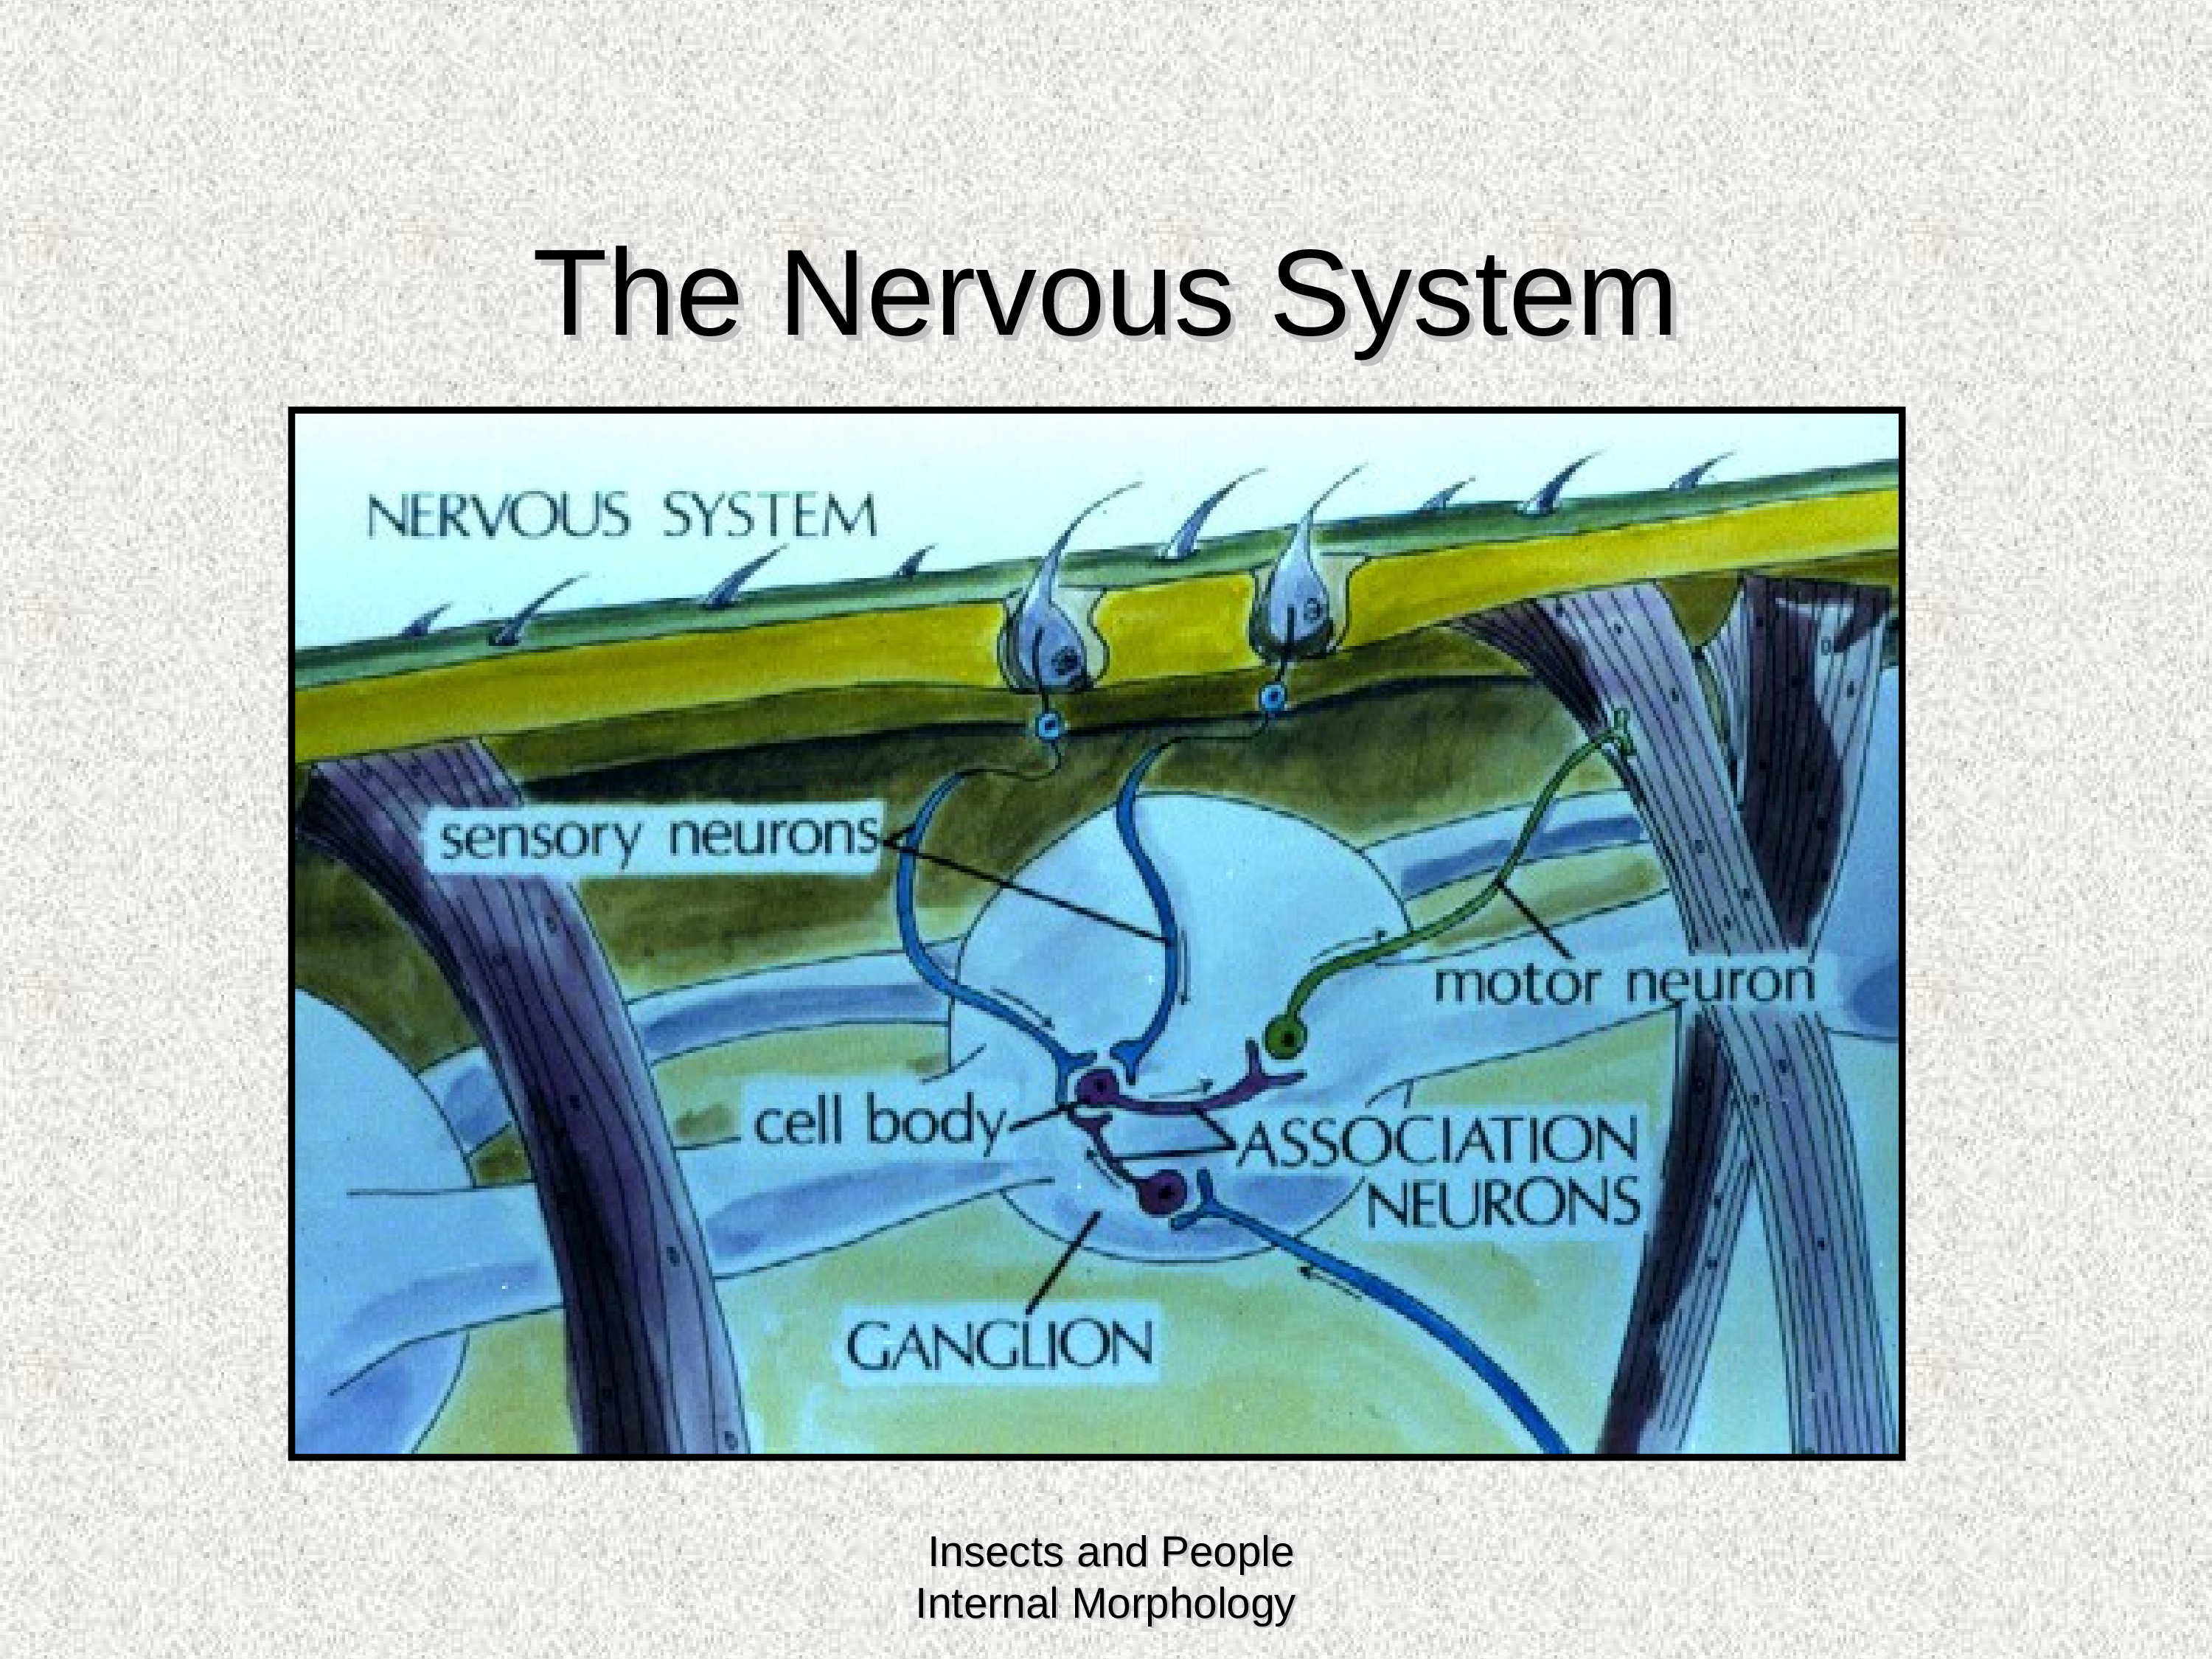 The Nervous System
NERVOUS SYSTEM
sensory neurons
motor neuron
cell body
ASSOCIATION
NEURONS
GANGLION
Insects and People
Internal Morphology